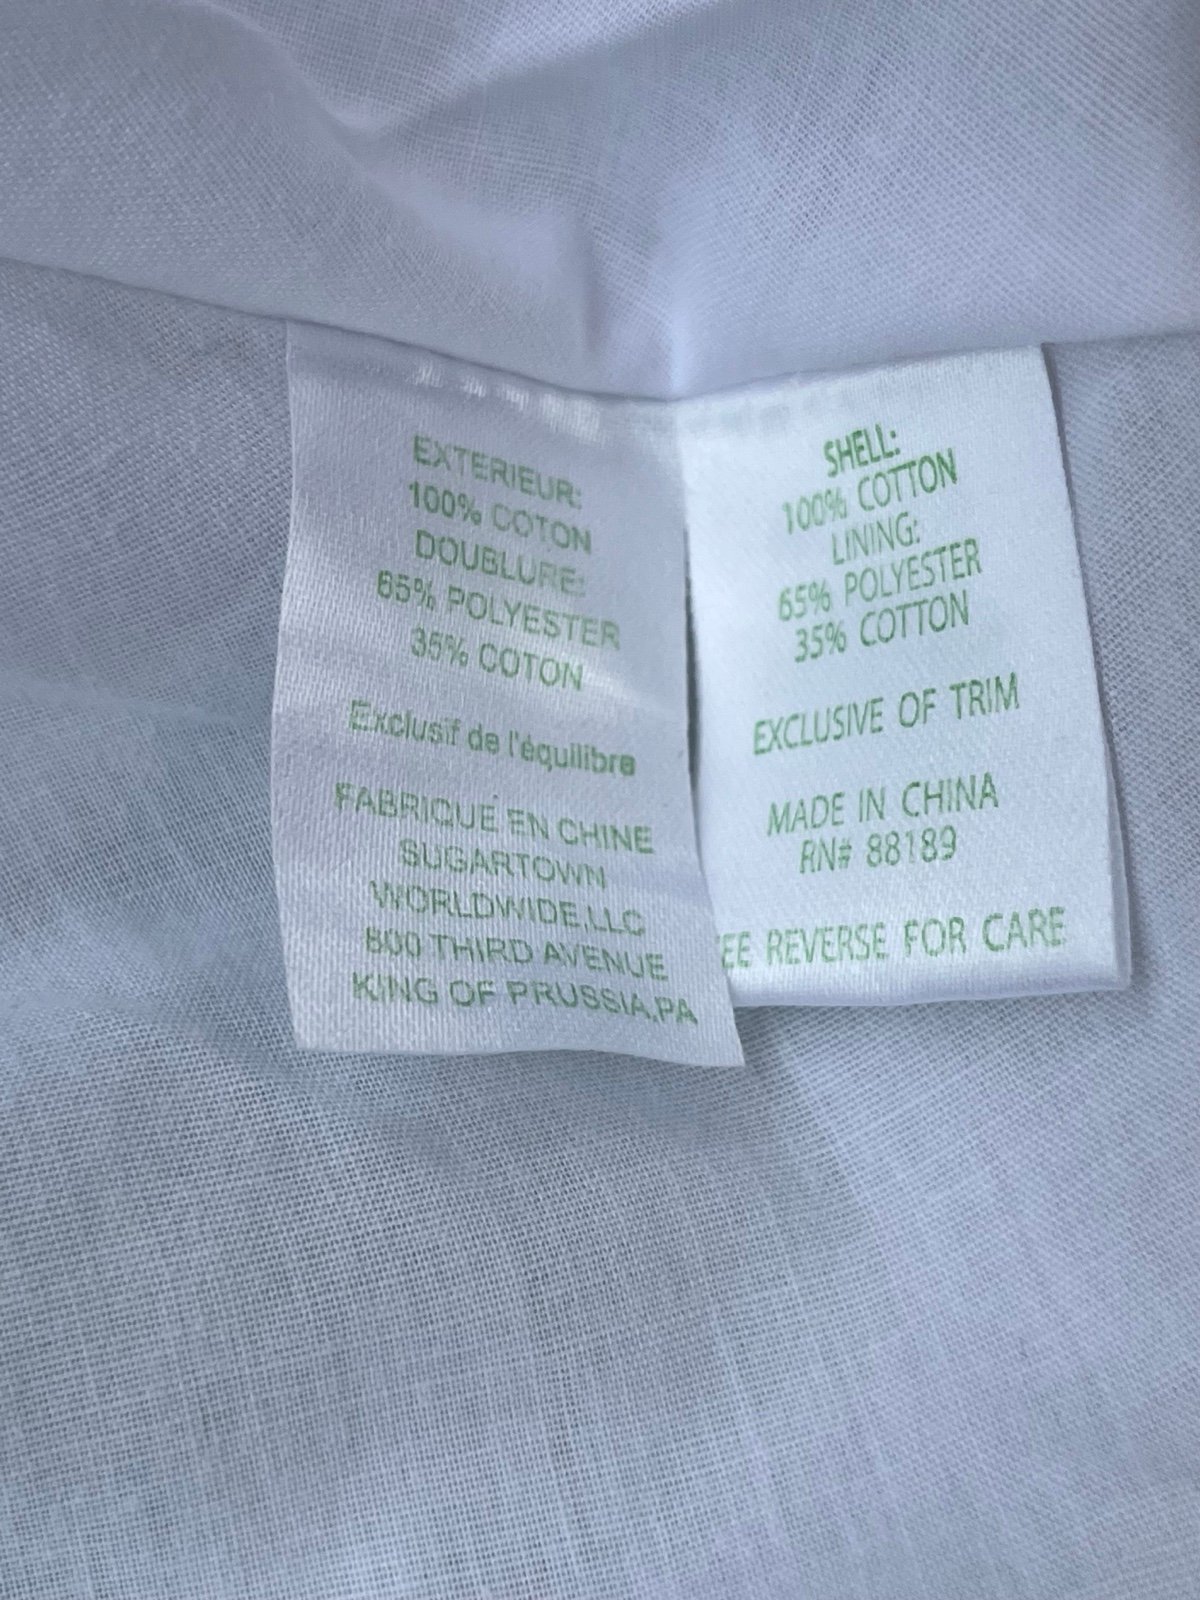 EXTERIEUR:
100% COTON
DOUBLURE:
65% POLYESTER
35% COTON
Exclusif de l'équilibre
FABRIQUE EN CHINE
SUGARTOWN
WORLDWIDE,LLC
800 THIRD AVENUE
KING OF PRUSSIA,PA
SHELL:
100% COTTON
LINING:
65% POLYESTER
35% COTTON
EXCLUSIVE OF TRIM
MADE IN CHINA
RN# 88189
EE REVERSE FOR CARE